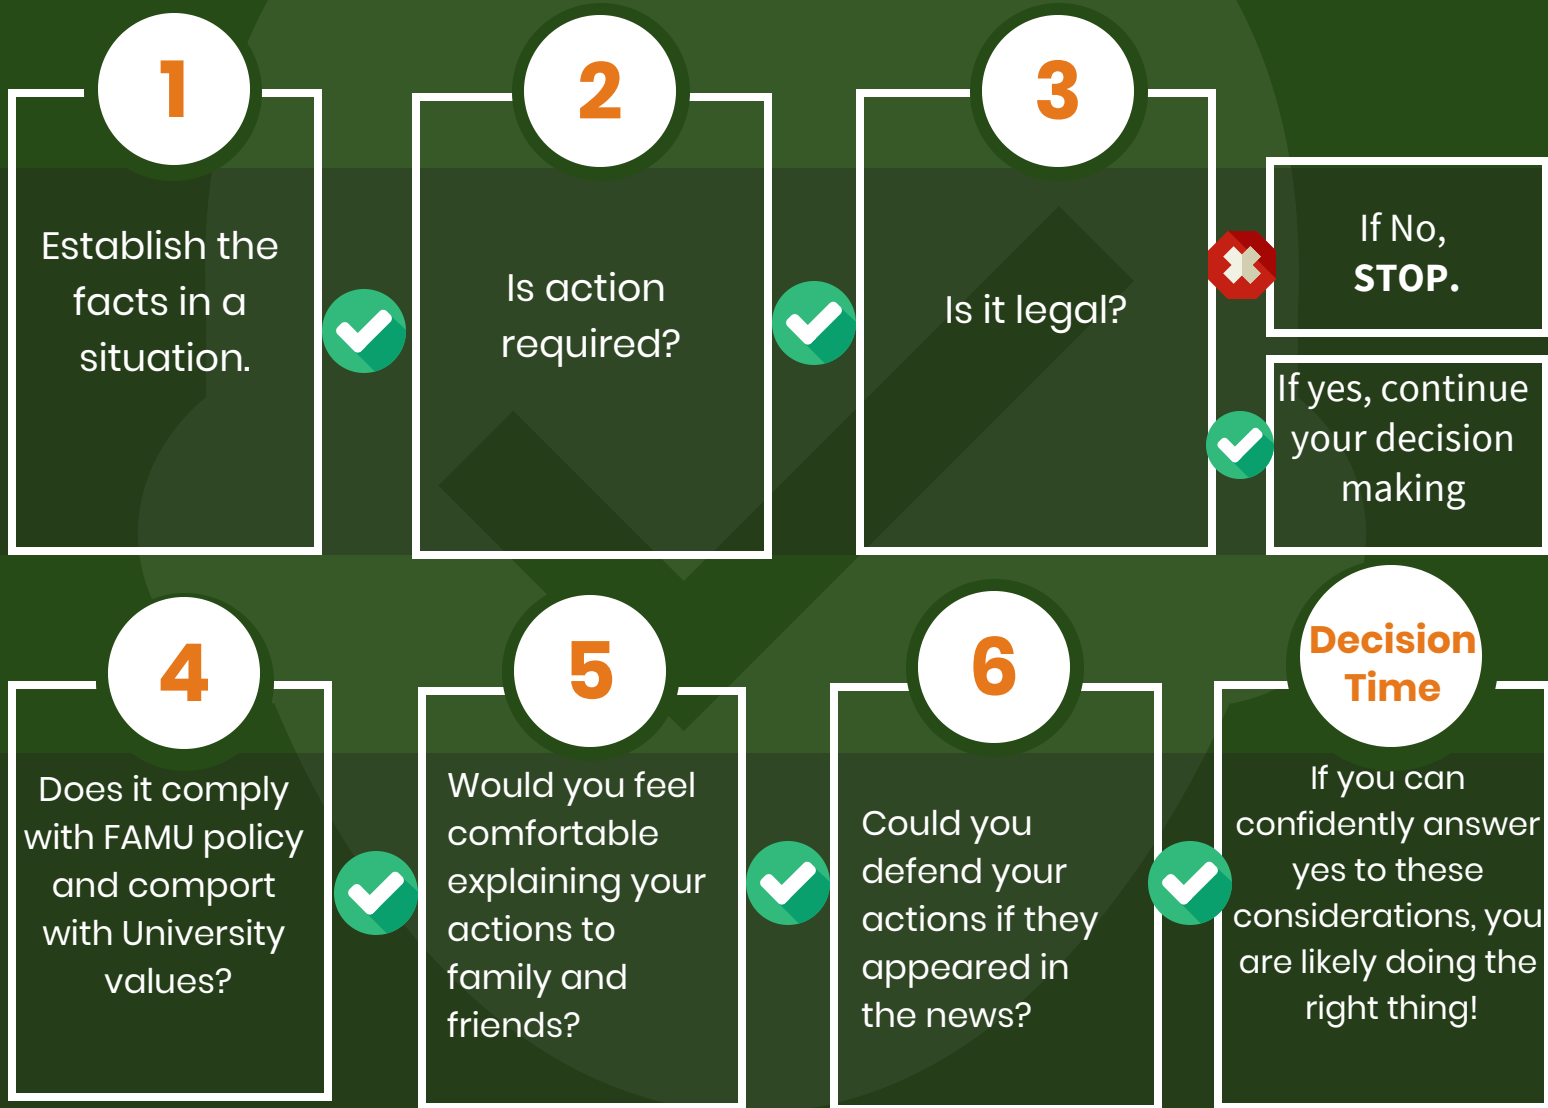 1
Establish the
facts in a
situation.
2
Is action
required?
3
Is it legal?
If No,
STOP.
If yes, continue
your decision
making
4
Does it comply
with FAMU policy
and comport
with University
values?
5
Would you feel
comfortable
explaining your
actions to
family and
friends?
6
Could you
defend your
actions if they
appeared in
the news?
Decision
Time
If you can
confidently answer
yes to these
considerations, you
are likely doing the
right thing!